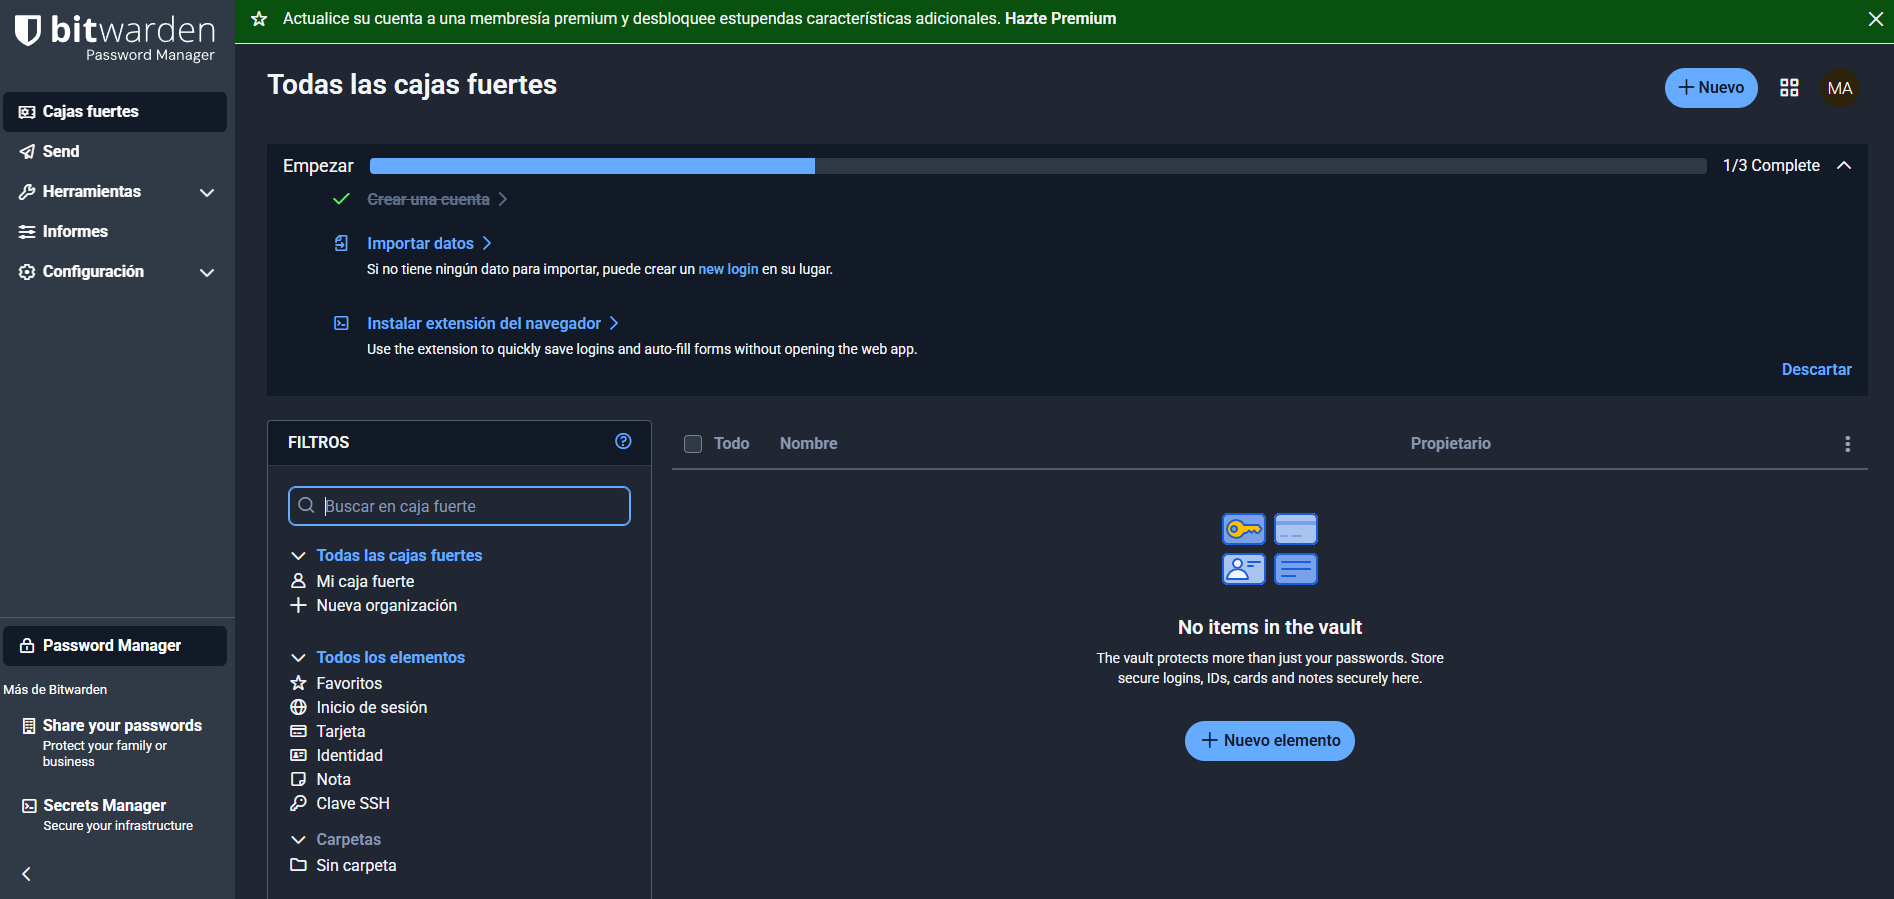 Actualice su cuenta a una membresía premium y desbloquee estupendas características adicionales. Hazte Premium
bitwarden
Password Manager
Cajas fuertes
Send
Herramientas
Informes
Configuración
Password Manager
Más de Bitwarden
Share your passwords
Protect your family or
business
Secrets Manager
Secure your infrastructure
Todas las cajas fuertes
Nuevo
MA
Empezar
1/3 Complete
Crear una cuenta
Importar datos
Si no tiene ningún dato para importar, puede crear un new login en su lugar.
Instalar extensión del navegador
Use the extension to quickly save logins and auto-fill forms without opening the web app.
Descartar
FILTROS
Buscar en caja fuerte
Todas las cajas fuertes
Mi caja fuerte
Nueva organización
Todos los elementos
Favoritos
Inicio de sesión
Tarjeta
Identidad
Nota
Clave SSH
Carpetas
Sin carpeta
Todo Nombre Propietario
No items in the vault
The vault protects more than just your passwords. Store
secure logins, IDs, cards and notes securely here.
Nuevo elemento